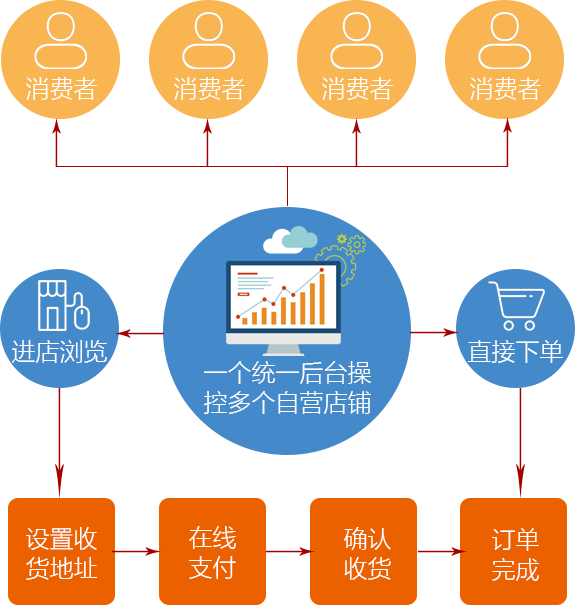 消费者
消费者
消费者
消费者
进店浏览
一个统一后台操
控多个自营店铺
直接下单
设置收
货地址
在线
支付
确认
收货
订单
完成